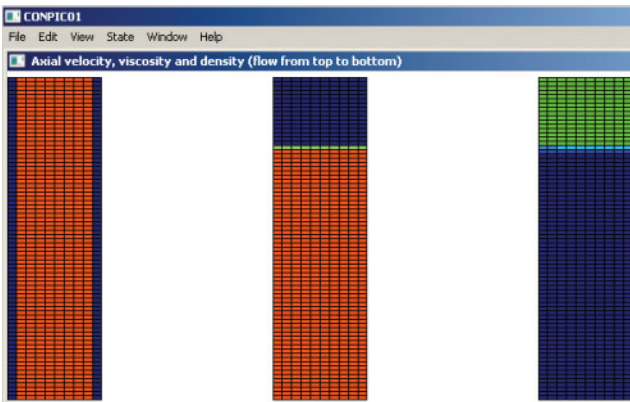 CONPIC01
File Edit View State Window Help
Axial velocity, viscosity and density (flow from top to bottom)